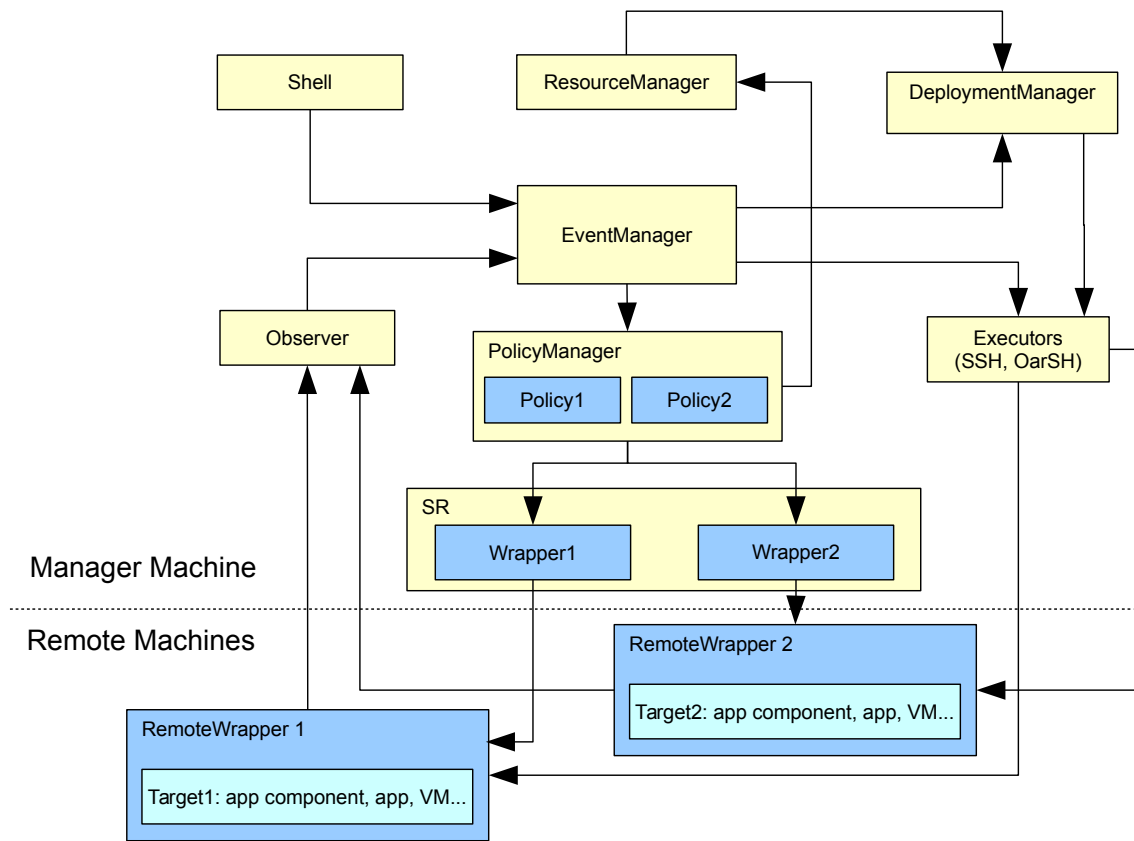 Shell
ResourceManager
DeploymentManager
EventManager
Observer
PolicyManager
Policy1
Policy2
Executors
(SSH, OarSH)
SR
Wrapper1
Wrapper2
Manager Machine
Remote Machines
RemoteWrapper 2
Target2: app component, app, VM...
RemoteWrapper 1
Target1: app component, app, VM...